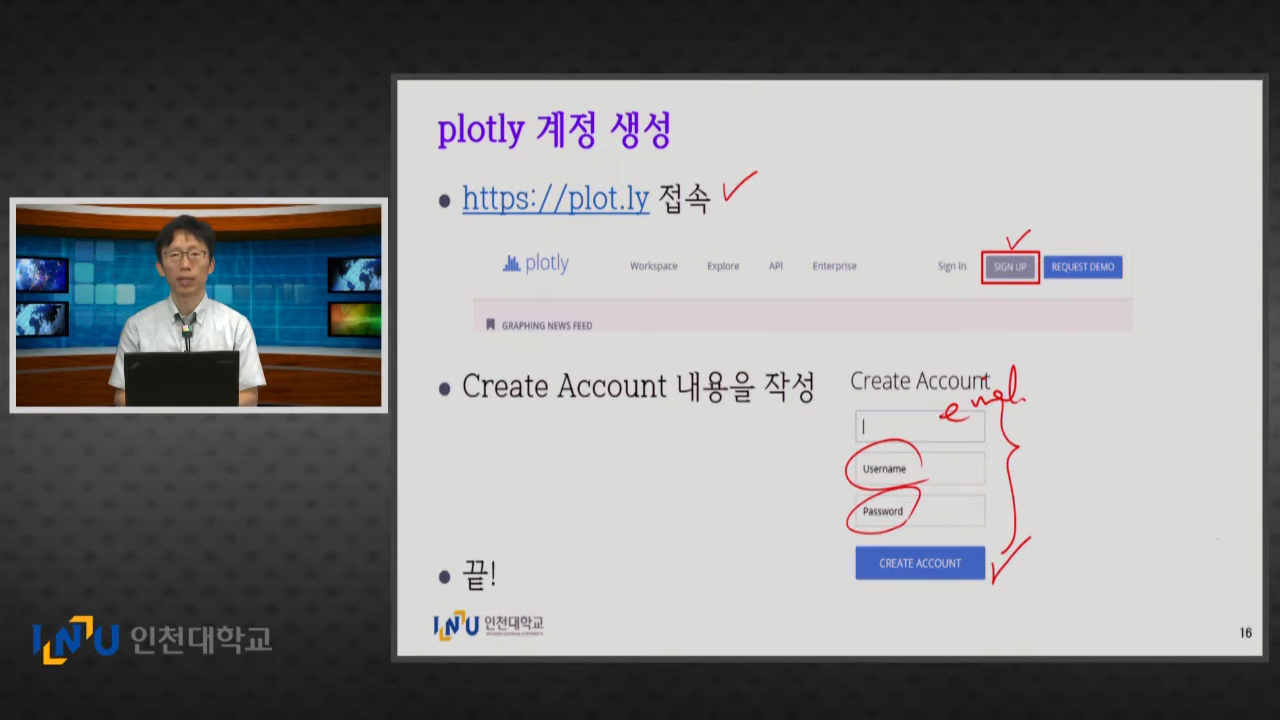 plotly 계정 생성
• https://plot.ly 접속
plotly Workspace Explore API Enterprise Sign In SIGN UP REQUEST DEMO
GRAPHING NEWS FEED
• Create Account 내용을 작성
Create Account
Username
Password
CREATE ACCOUNT
• 끝!
INU 인천대학교
16
INU 인천대학교